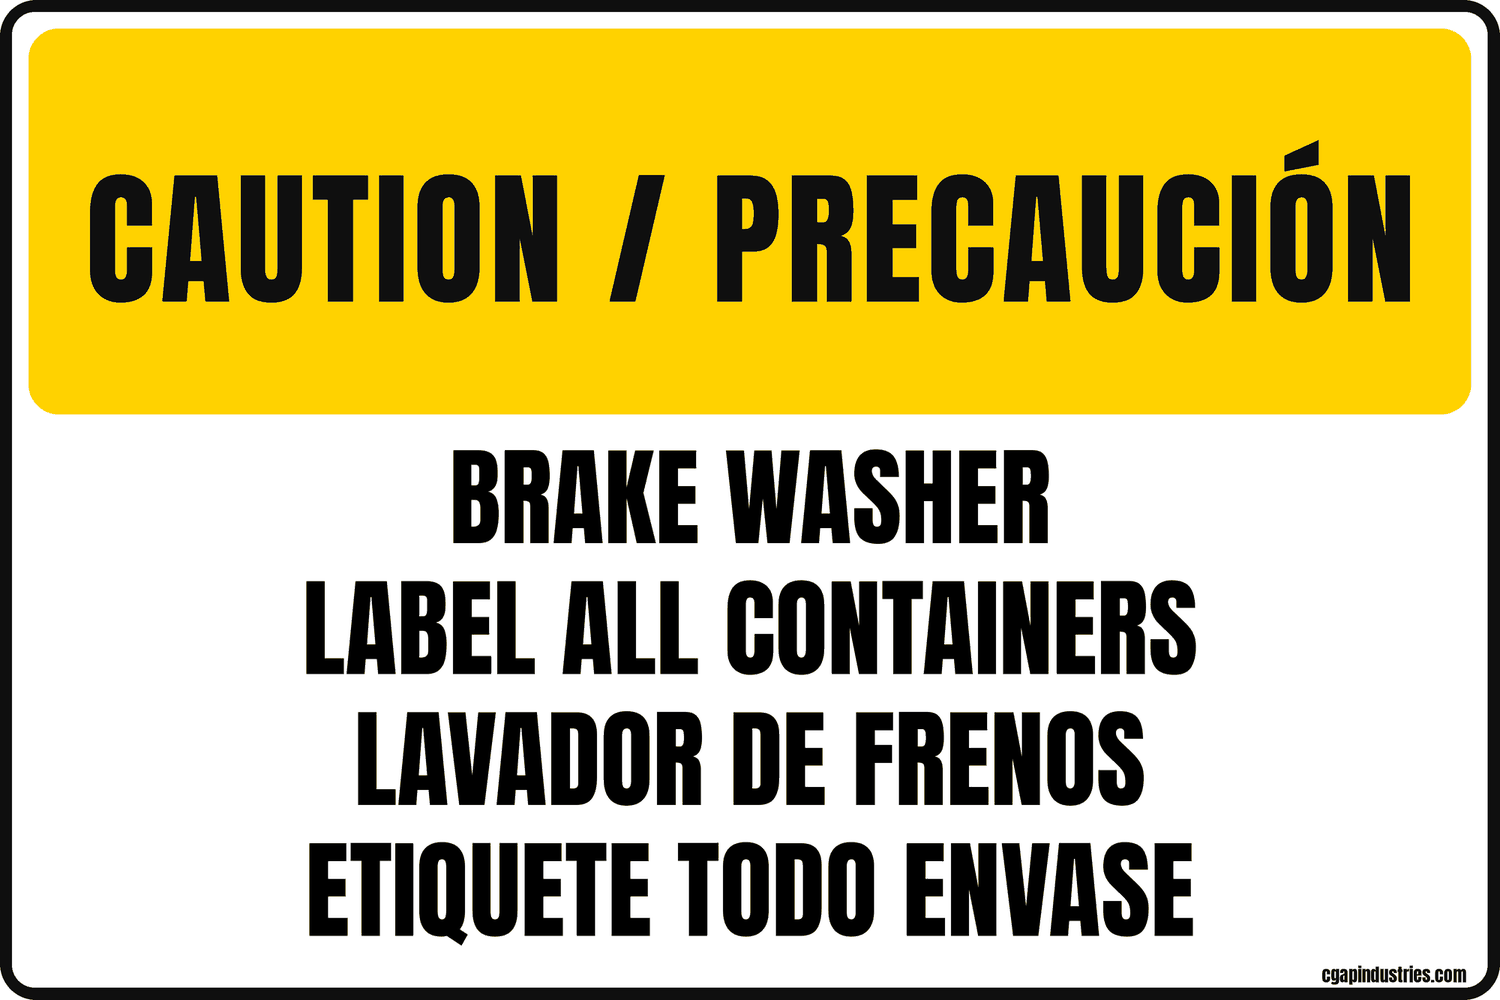 CAUTION / PRECAUCIÓN
BRAKE WASHER
LABEL ALL CONTAINERS
LAVADOR DE FRENOS
ETIQUETE TODO ENVASE
cgapindustries.com